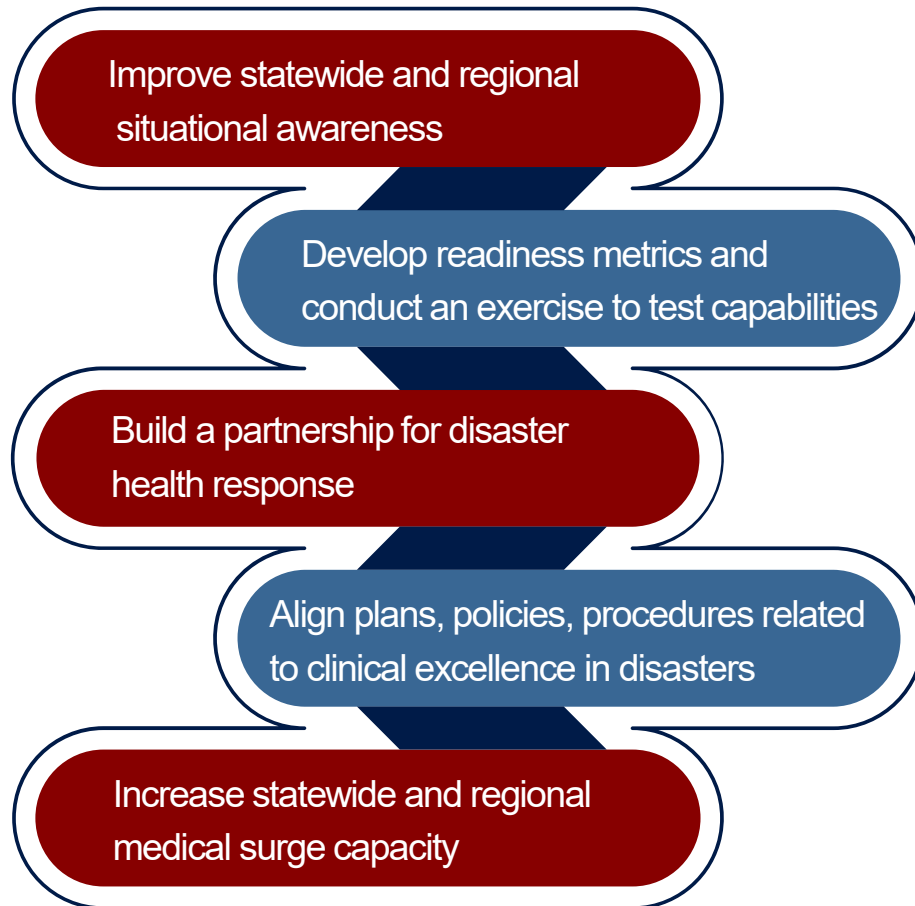 Improve statewide and regional
situational awareness
Develop readiness metrics and
conduct an exercise to test capabilities
Build a partnership for disaster
health response
Align plans, policies, procedures related
to clinical excellence in disasters
Increase statewide and regional
medical surge capacity